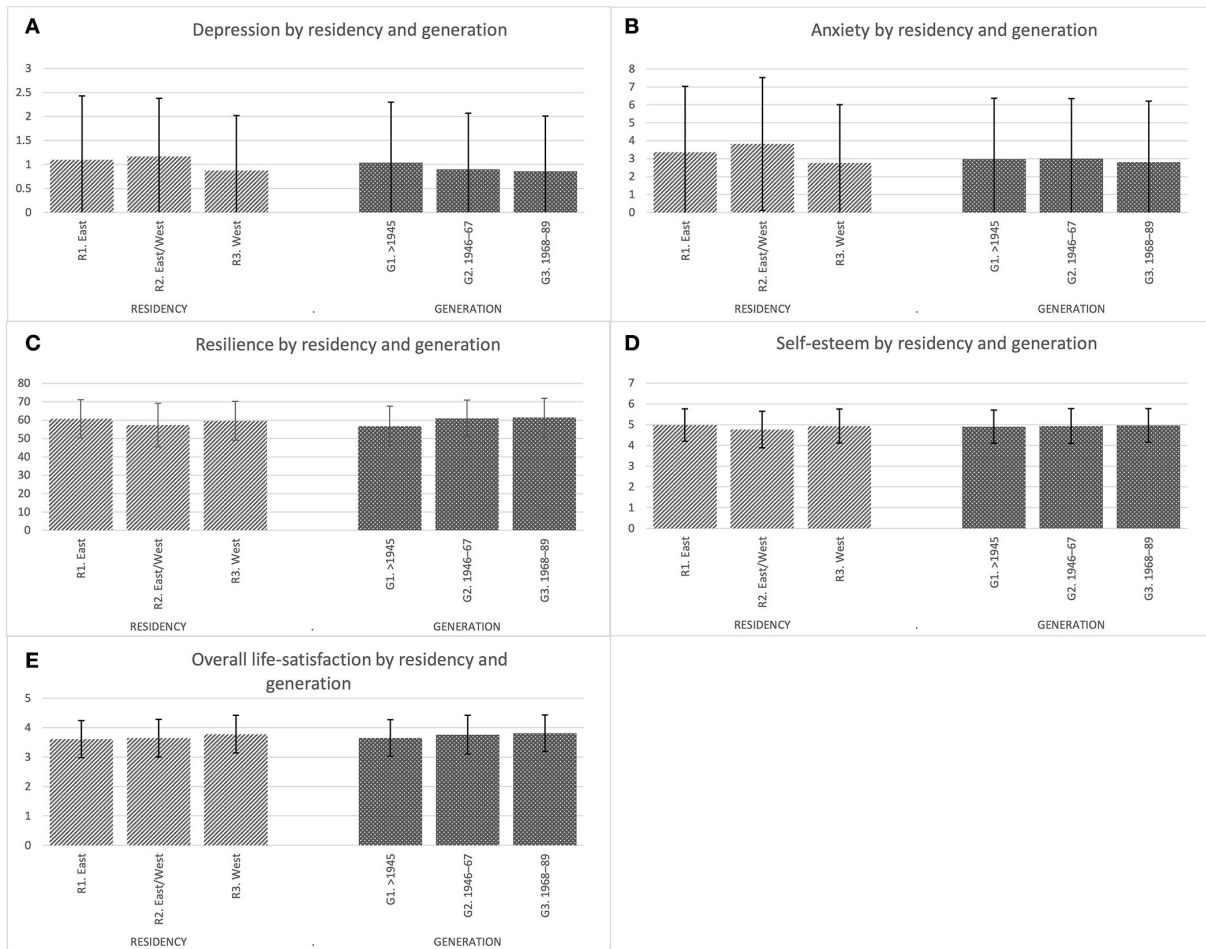 A
Depression by residency and generation
3
2.5
2
1.5
1
0.5
0
R1. East
R2. East/West
R3. West
G1. >1945
G2. 1946–67
G3. 1968–89
RESIDENCY . GENERATION
B
Anxiety by residency and generation
8
7
6
5
4
3
2
1
0
R1. East
R2. East/West
R3. West
G1. >1945
G2. 1946–67
G3. 1968–89
RESIDENCY . GENERATION
C
Resilience by residency and generation
80
70
60
50
40
30
20
10
0
R1. East
R2. East/West
R3. West
G1. >1945
G2. 1946–67
G3. 1968–89
RESIDENCY . GENERATION
D
Self-esteem by residency and generation
7
6
5
4
3
2
1
0
R1. East
R2. East/West
R3. West
G1. >1945
G2. 1946–67
G3. 1968–89
RESIDENCY . GENERATION
E
Overall life-satisfaction by residency and
generation
5
4
3
2
1
0
R1. East
R2. East/West
R3. West
G1. >1945
G2. 1946–67
G3. 1968–89
RESIDENCY . GENERATION